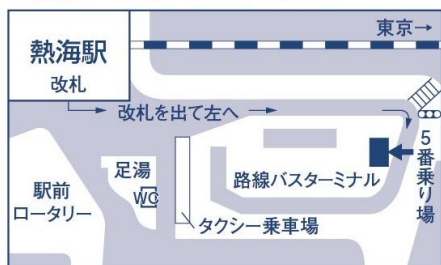 東京→
熱海駅
改札
改札を出て左へ
足湯
WC
駅前
ロータリー
路線バスターミナル
タクシー乗車場
5番乗り場